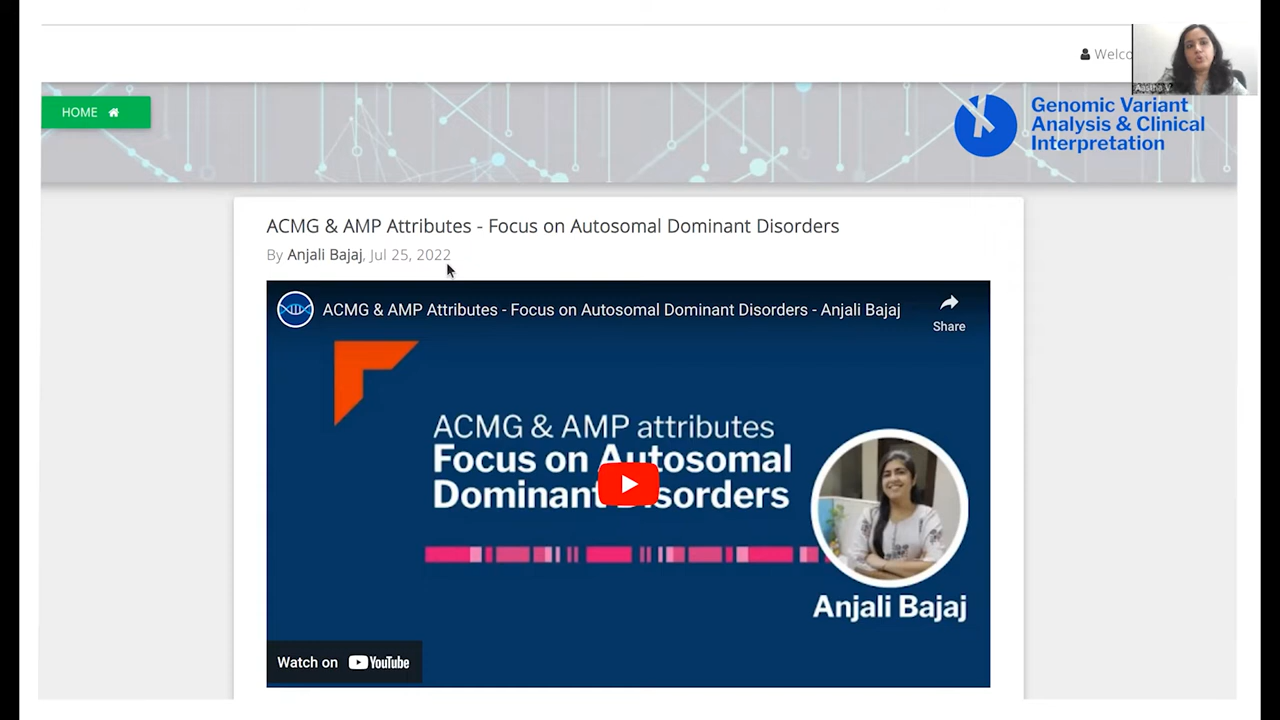 Welco
Aastha V
HOME
Genomic Variant
Analysis & Clinical
Interpretation
ACMG & AMP Attributes - Focus on Autosomal Dominant Disorders
By Anjali Bajaj, Jul 25, 2022
ACMG & AMP Attributes - Focus on Autosomal Dominant Disorders - Anjali Bajaj
Share
ACMG & AMP attributes
Focus on Autosomal
Dominant Disorders
Anjali Bajaj
Watch on YouTube